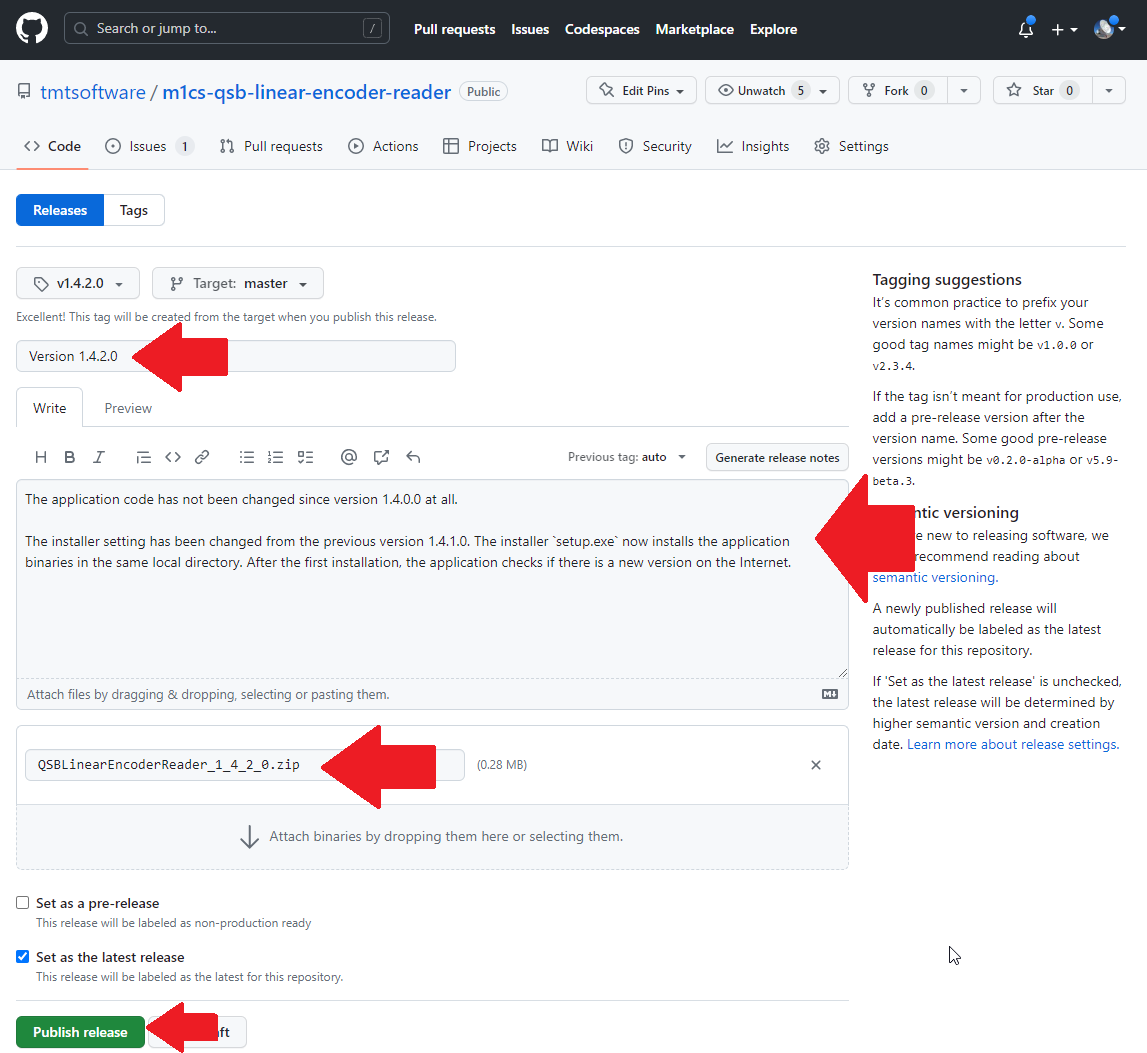 Search or jump to... /
Pull requests Issues Codespaces Marketplace Explore
tmtsoftware / m1cs-qsb-linear-encoder-reader Public
Edit Pins Unwatch 5 Fork 0 Star 0
Code Issues 1 Pull requests Actions Projects Wiki Security Insights Settings
Releases Tags
v1.4.2.0 Target: master
Excellent! This tag will be created from the target when you publish this release.
Version 1.4.2.0
Write Preview
H B I
Previous tag: auto Generate release notes
The application code has not been changed since version 1.4.0.0 at all.
The installer setting has been changed from the previous version 1.4.1.0. The installer `setup.exe` now installs the application
binaries in the same local directory. After the first installation, the application checks if there is a new version on the Internet.
Attach files by dragging & dropping, selecting or pasting them.
QSBLinearEncoderReader_1_4_2_0.zip (0.28 MB)
Attach binaries by dropping them here or selecting them.
Set as a pre-release
This release will be labeled as non-production ready
Set as the latest release
This release will be labeled as the latest for this repository.
Publish release ft
Tagging suggestions
It's common practice to prefix your
version names with the letter v. Some
good tag names might be v1.0.0 or
v2.3.4.
If the tag isn't meant for production use,
add a pre-release version after the
version name. Some good pre-release
versions might be v0.2.0-alpha or v5.9-
beta.3.
ntic versioning
re new to releasing software, we
recommend reading about
semantic versioning.
A newly published release will
automatically be labeled as the latest
release for this repository.
If 'Set as the latest release' is unchecked,
the latest release will be determined by
higher semantic version and creation
date. Learn more about release settings.